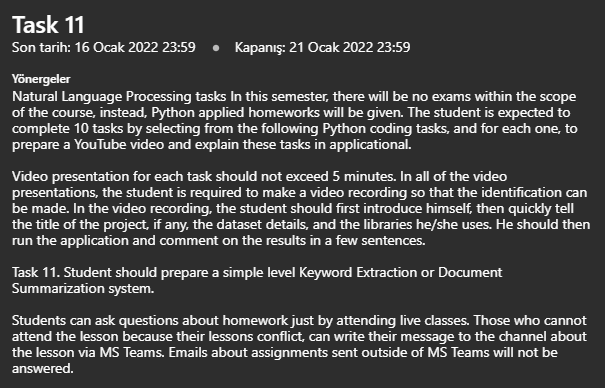 Task 11
Son tarih: 16 Ocak 2022 23:59 • Kapanış: 21 Ocak 2022 23:59
Yönergeler
Natural Language Processing tasks In this semester, there will be no exams within the scope
of the course, instead, Python applied homeworks will be given. The student is expected to
complete 10 tasks by selecting from the following Python coding tasks, and for each one, to
prepare a YouTube video and explain these tasks in applicational.
Video presentation for each task should not exceed 5 minutes. In all of the video
presentations, the student is required to make a video recording so that the identification can
be made. In the video recording, the student should first introduce himself, then quickly tell
the title of the project, if any, the dataset details, and the libraries he/she uses. He should then
run the application and comment on the results in a few sentences.
Task 11. Student should prepare a simple level Keyword Extraction or Document
Summarization system.
Students can ask questions about homework just by attending live classes. Those who cannot
attend the lesson because their lessons conflict, can write their message to the channel about
the lesson via MS Teams. Emails about assignments sent outside of MS Teams will not be
answered.